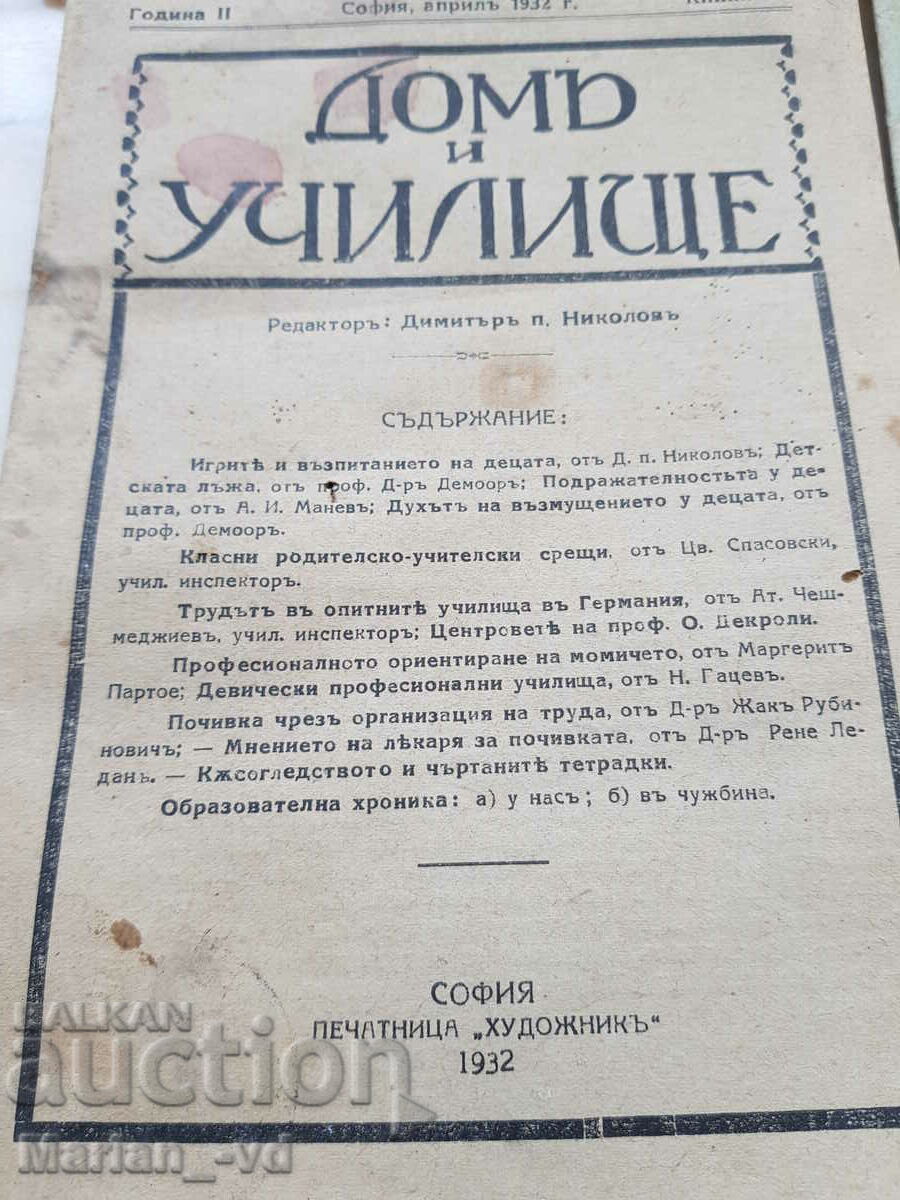 Година II
София, априлъ 1932 г.
ДОМЪ
и
УЧИЛИЩЕ
Редакторъ: Димитъръ п. Николовъ
СЪДЪРЖАНИЕ:
Игритѣ и възпитанието на децата, отъ Д. п. Николовъ; Дет-
ската лъжа, отъ проф. Д-ръ Демооръ; Подражателностьта у де-
цата, отъ А. И. Маневъ; Духътъ на възмущението у децата, отъ
проф. Демооръ.
Класни родителско-учителски срещи, отъ Цв. Спасовски,
учил. инспекторъ.
Трудътъ въ опитнитѣ училища въ Германия, отъ Ат. Чеш-
меджиевъ, учил. инспекторъ; Центроветѣ на проф. О. Декроли.
Професионалното ориентиране на момичето, отъ Маргеритъ
Партое; Девически професионални училища, отъ Н. Гацевъ.
Почивка чрезъ организация на труда, отъ Д-ръ Жакъ Руби-
новичъ; — Мнението на лѣкаря за почивката, отъ Д-ръ Рене Ле-
данъ. — Кѫсогледството и чъртанитѣ тетрадки.
Образователна хроника: а) у насъ; б) въ чужбина.
СОФИЯ
ПЕЧАТНИЦА „ХУДОЖНИКЪ“
1932
BALKAN
auction
Marian_-vd